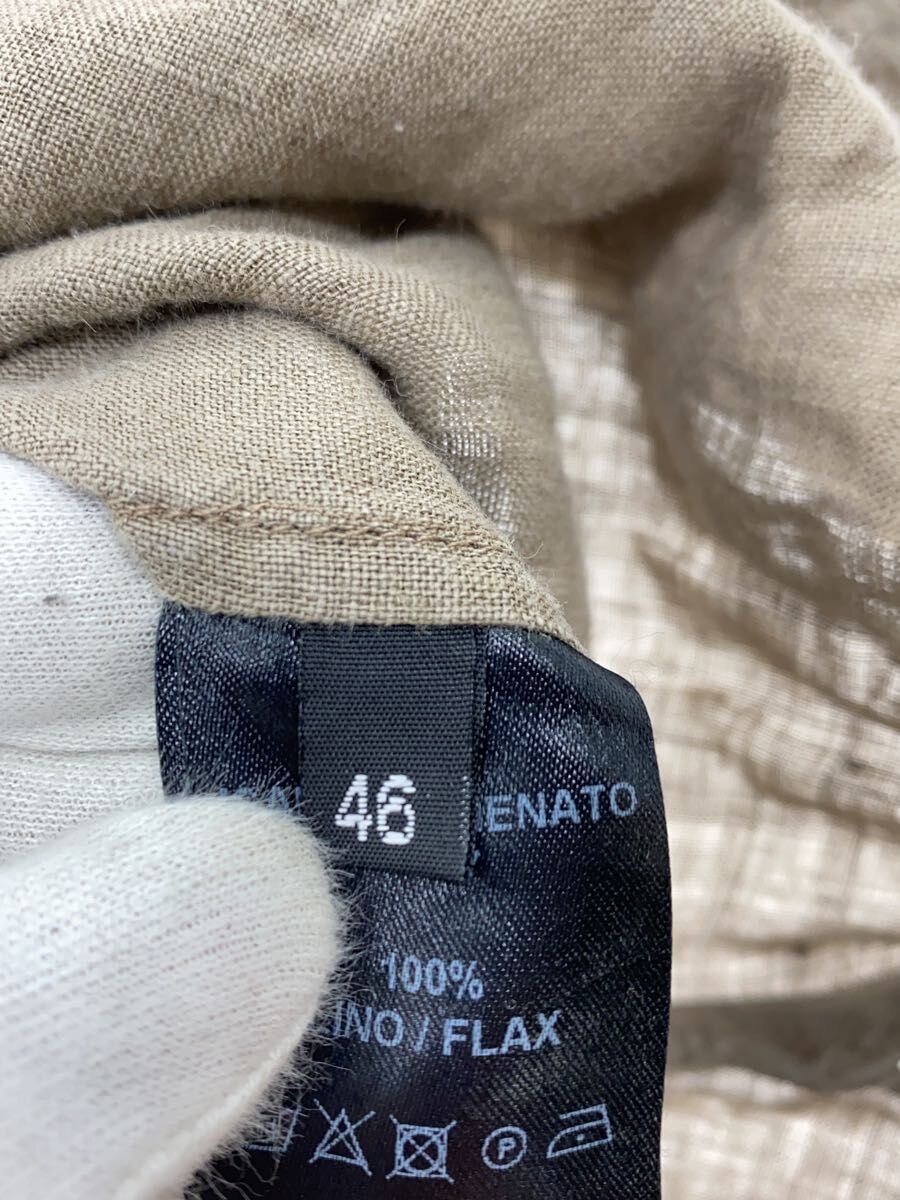 46
ENATO
100%
INO / FLAX
P